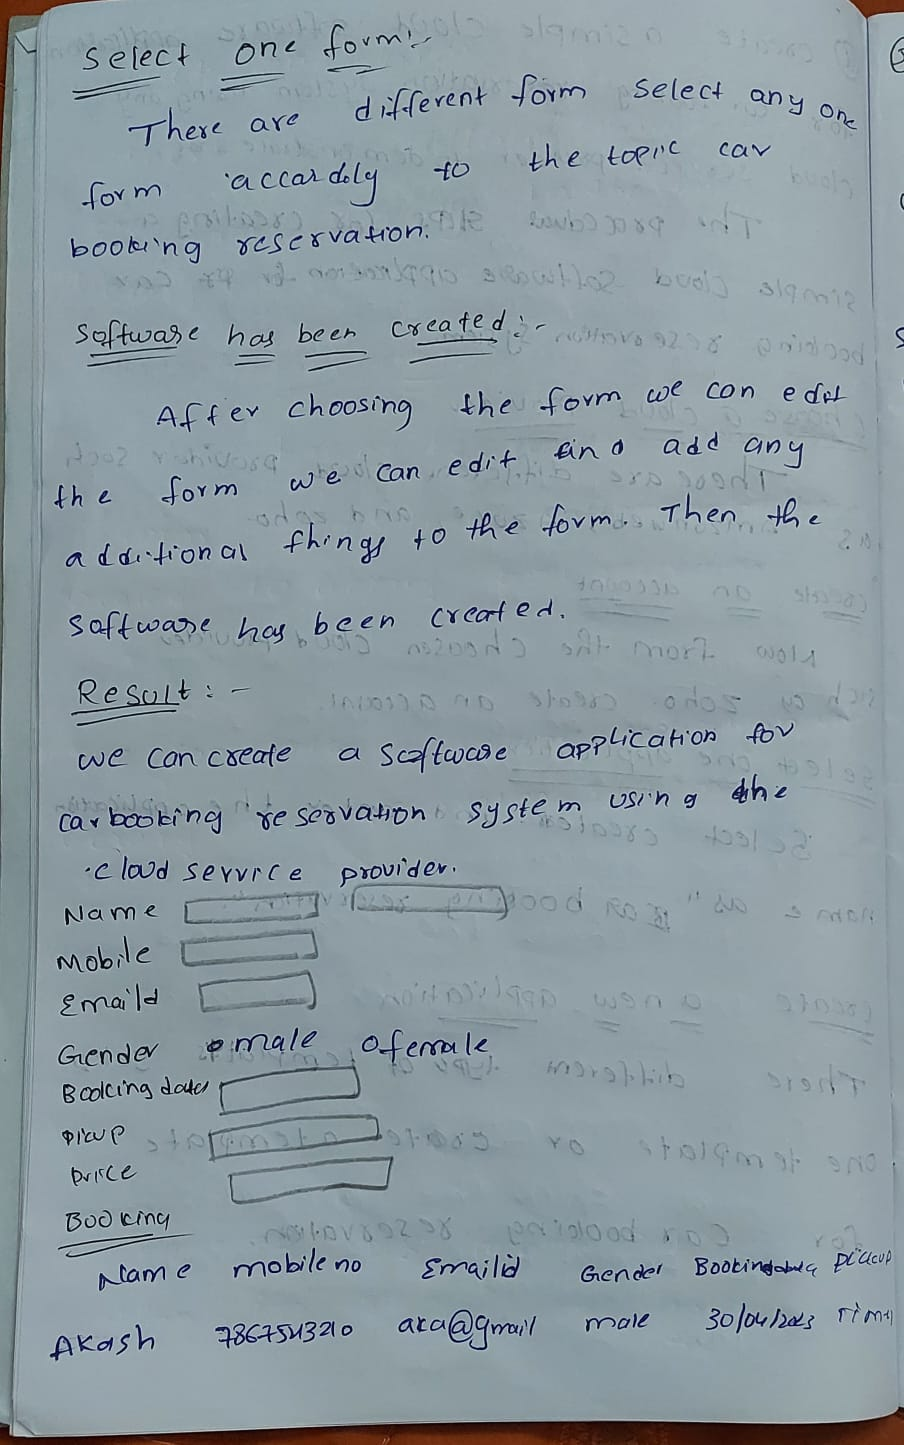 Select one form:-
There are different form select any one
form accardily to the topic car
booking reservation.
Software has been created:-
After choosing the form we can edit
the form we can edit and add any
additional things to the form. Then the
Software has been created.
Result:-
We can create a software application for
car booking reservation system using the
cloud service provider.
Name
Mobile
Emaild
Gender male female
Booking date
Pickup
Price
Booking
Name mobile no Emailid Gender Booking date pickup
Akash 7867543210 aka@gmail male 30/04/2023